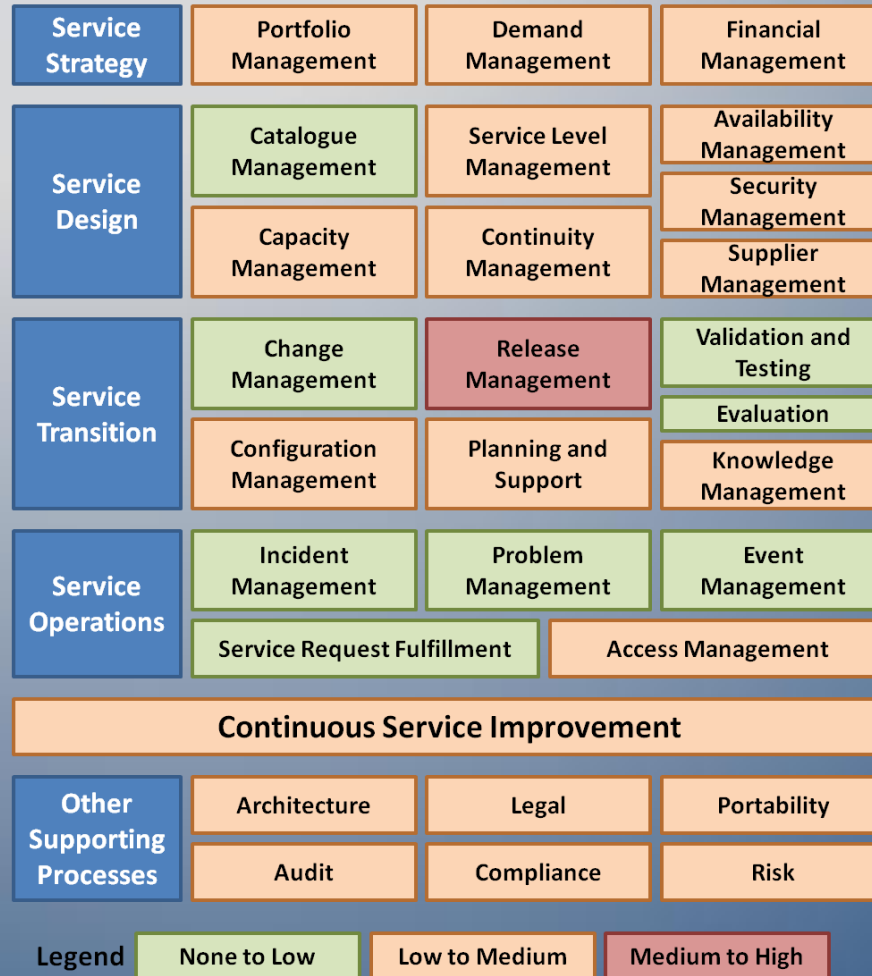 Service
Strategy
Portfolio
Management
Demand
Management
Financial
Management
Service
Design
Catalogue
Management
Service Level
Management
Availability
Management
Security
Management
Capacity
Management
Continuity
Management
Supplier
Management
Service
Transition
Change
Management
Release
Management
Validation and
Testing
Evaluation
Configuration
Management
Planning and
Support
Knowledge
Management
Service
Operations
Incident
Management
Problem
Management
Event
Management
Service Request Fulfillment
Access Management
Continuous Service Improvement
Other
Supporting
Processes
Architecture
Legal
Portability
Audit
Compliance
Risk
Legend
None to Low
Low to Medium
Medium to High